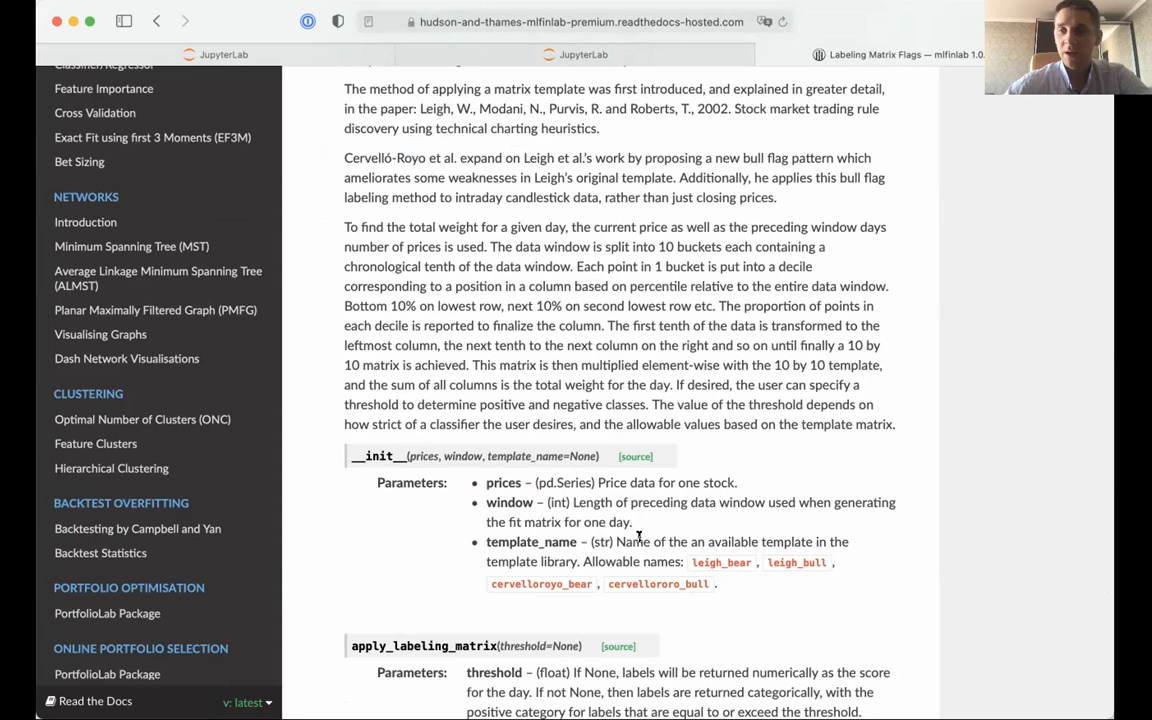 hudson-and-thames-mlfinlab-premium.readthedocs-hosted.com
JupyterLab
JupyterLab
Labeling Matrix Flags — mlfinlab 1.0.
Classifier/Regressor
Feature Importance
Cross Validation
Exact Fit using first 3 Moments (EF3M)
Bet Sizing
NETWORKS
Introduction
Minimum Spanning Tree (MST)
Average Linkage Minimum Spanning Tree
(ALMST)
Planar Maximally Filtered Graph (PMFG)
Visualising Graphs
Dash Network Visualisations
CLUSTERING
Optimal Number of Clusters (ONC)
Feature Clusters
Hierarchical Clustering
BACKTEST OVERFITTING
Backtesting by Campbell and Yan
Backtest Statistics
PORTFOLIO OPTIMISATION
PortfolioLab Package
ONLINE PORTFOLIO SELECTION
PortfolioLab Package
Read the Docs
v: latest
The method of applying a matrix template was first introduced, and explained in greater detail,
in the paper: Leigh, W., Modani, N., Purvis, R. and Roberts, T., 2002. Stock market trading rule
discovery using technical charting heuristics.
Cervelló-Royo et al. expand on Leigh et al.'s work by proposing a new bull flag pattern which
ameliorates some weaknesses in Leigh's original template. Additionally, he applies this bull flag
labeling method to intraday candlestick data, rather than just closing prices.
To find the total weight for a given day, the current price as well as the preceding window days
number of prices is used. The data window is split into 10 buckets each containing a
chronological tenth of the data window. Each point in 1 bucket is put into a decile
corresponding to a position in a column based on percentile relative to the entire data window.
Bottom 10% on lowest row, next 10% on second lowest row etc. The proportion of points in
each decile is reported to finalize the column. The first tenth of the data is transformed to the
leftmost column, the next tenth to the next column on the right and so on until finally a 10 by
10 matrix is achieved. This matrix is then multiplied element-wise with the 10 by 10 template,
and the sum of all columns is the total weight for the day. If desired, the user can specify a
threshold to determine positive and negative classes. The value of the threshold depends on
how strict of a classifier the user desires, and the allowable values based on the template matrix.
__init__(prices, window, template_name=None) [source]
Parameters:
• prices – (pd.Series) Price data for one stock.
• window – (int) Length of preceding data window used when generating
the fit matrix for one day.
• template_name – (str) Name of the an available template in the
template library. Allowable names: leigh_bear , leigh_bull ,
cervelloroyo_bear , cervellororo_bull .
apply_labeling_matrix(threshold=None) [source]
Parameters: threshold – (float) If None, labels will be returned numerically as the score
for the day. If not None, then labels are returned categorically, with the
positive category for labels that are equal to or exceed the threshold.